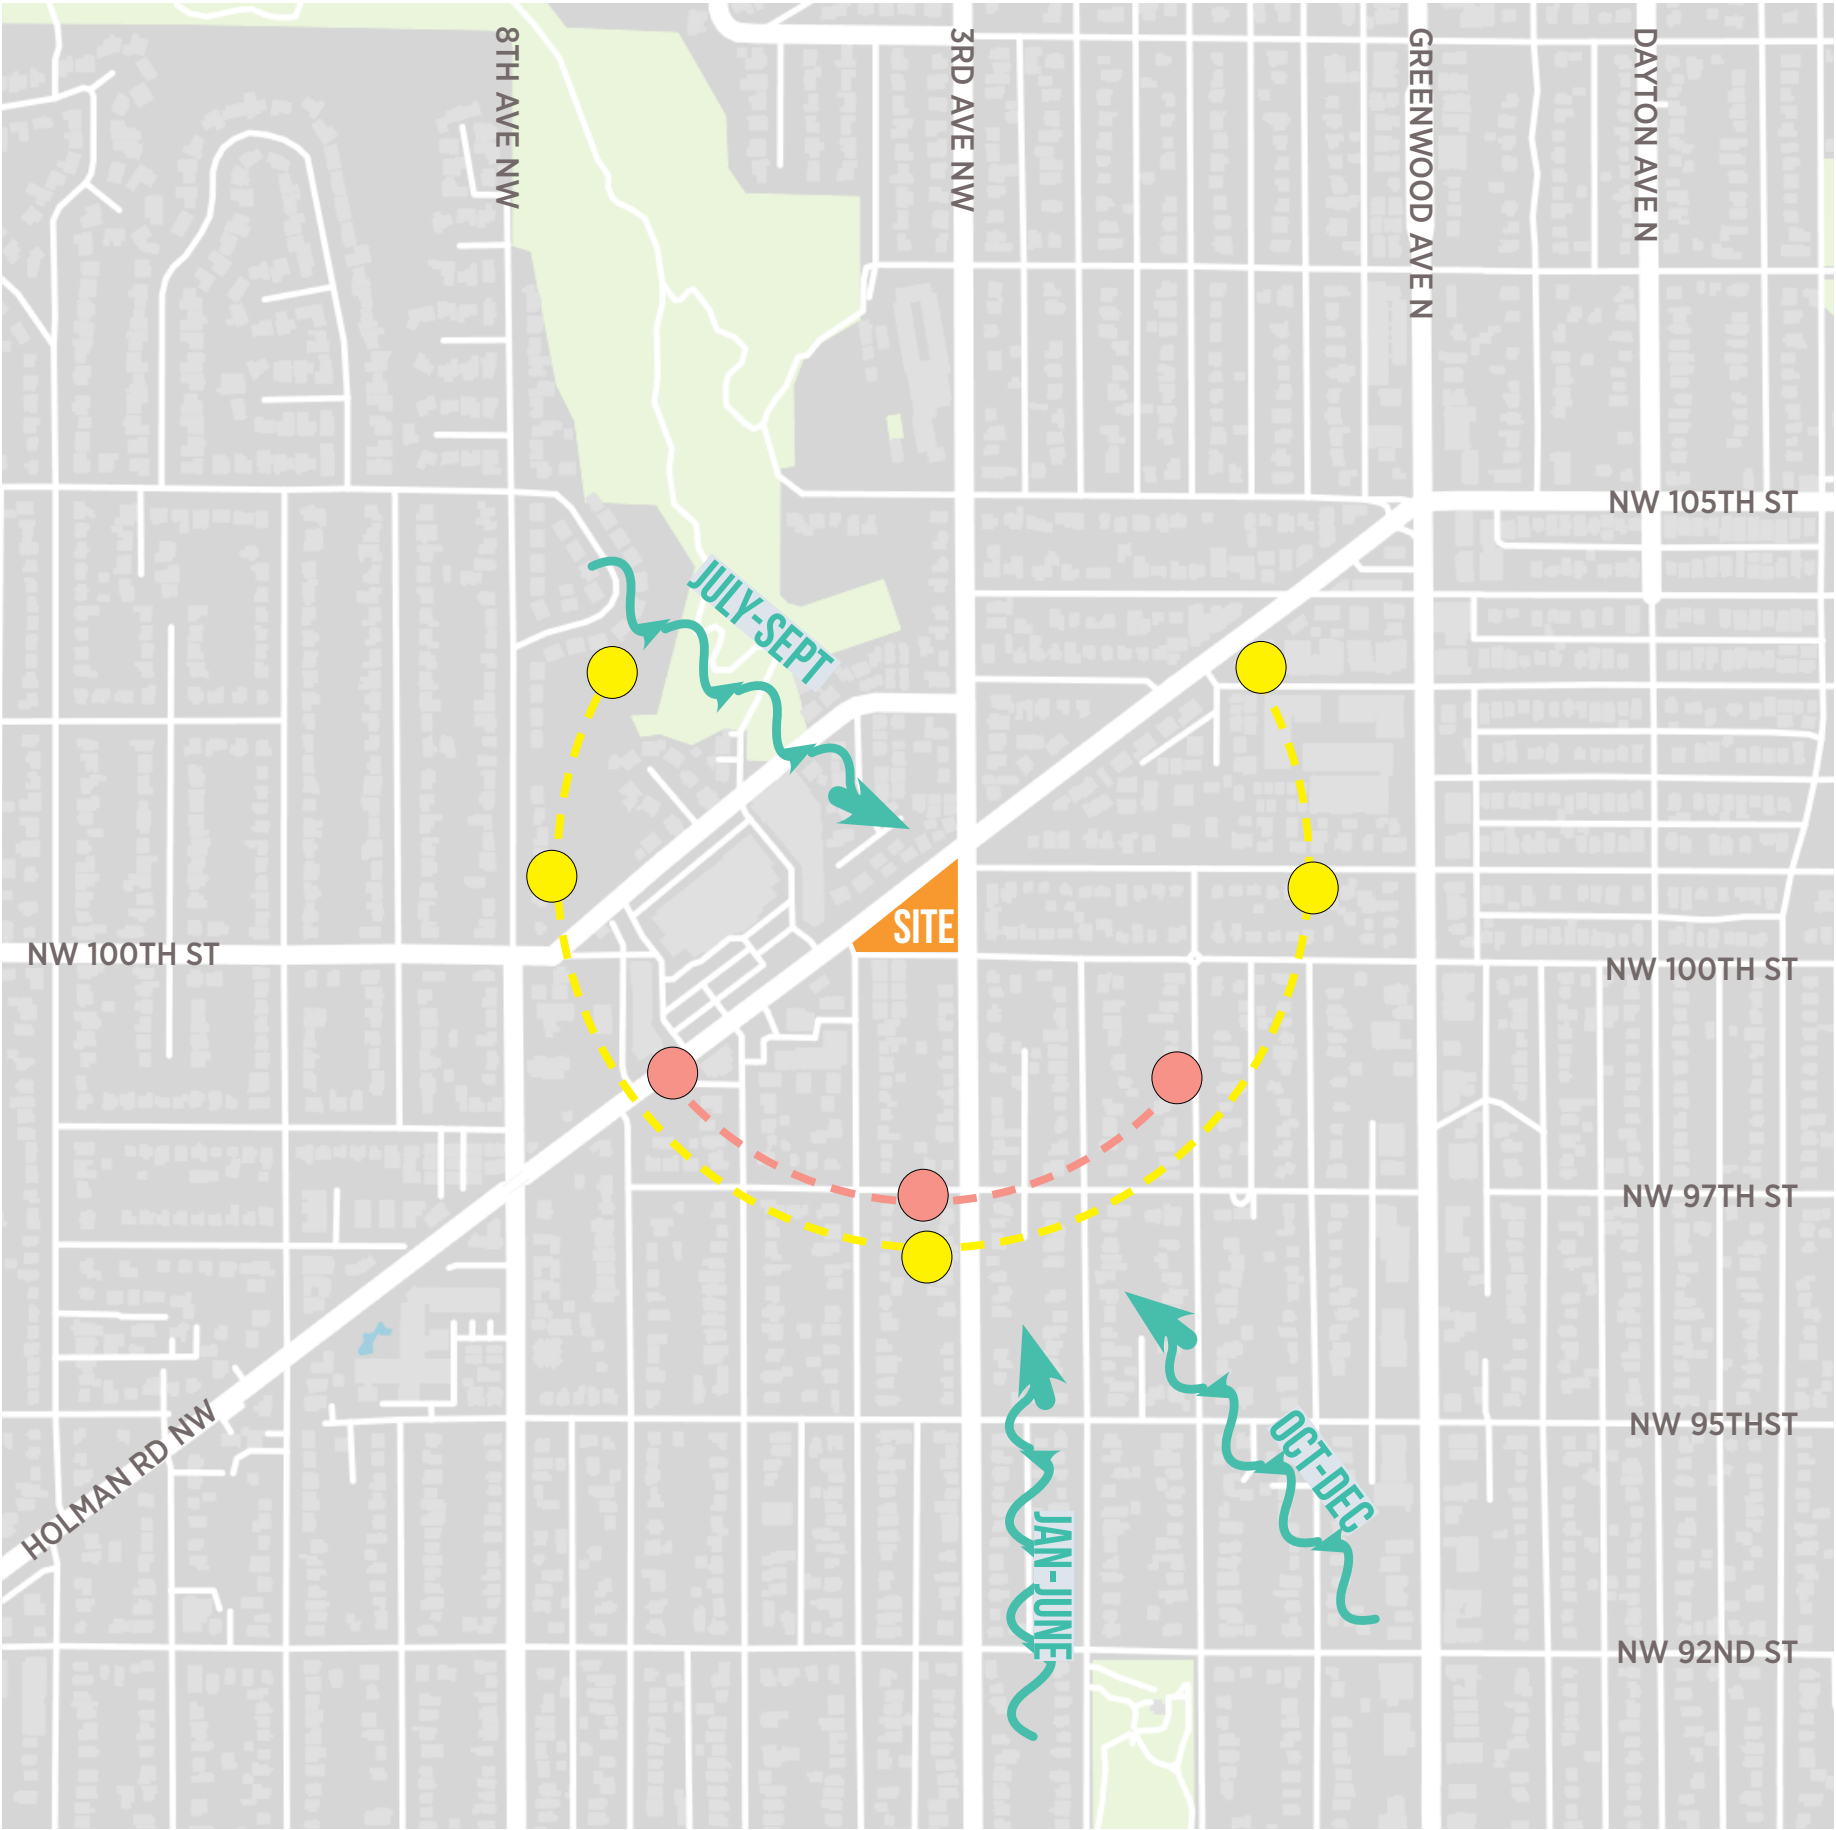 8TH AVE NW
3RD AVE NW
GREENWOOD AVE N
DAYTON AVE N
NW 105TH ST
JULY-SEPT
SITE
NW 100TH ST
NW 100TH ST
NW 97TH ST
HOLMAN RD NW
OCT-DEC
NW 95THST
JAN-JUNE
NW 92ND ST